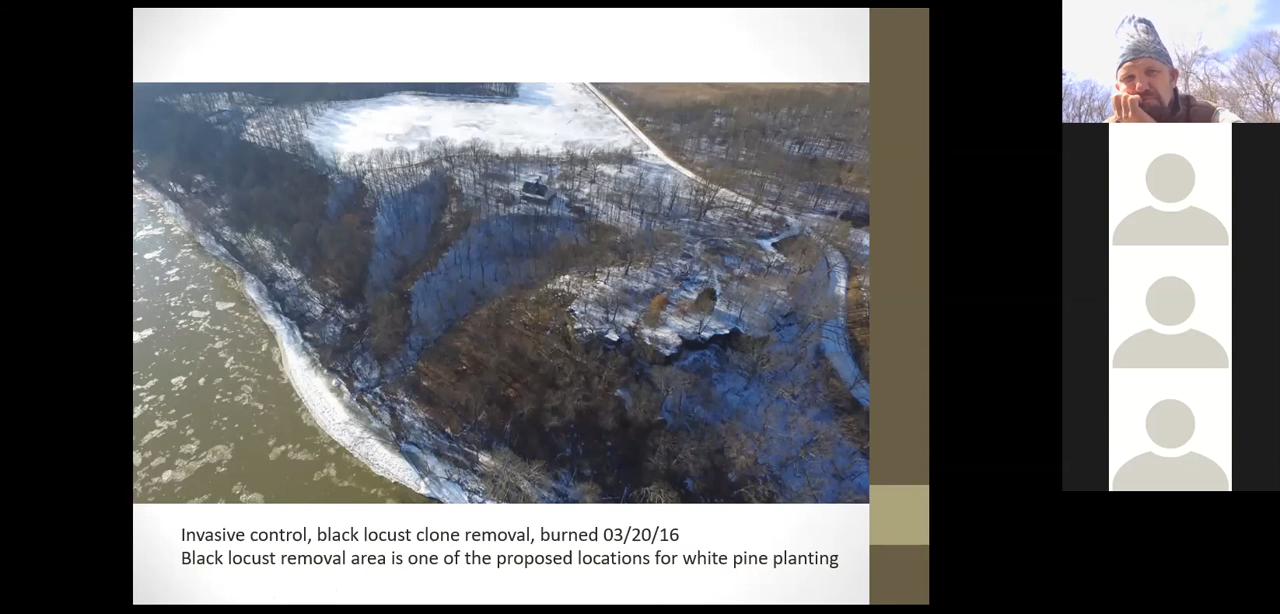 Invasive control, black locust clone removal, burned 03/20/16
Black locust removal area is one of the proposed locations for white pine planting